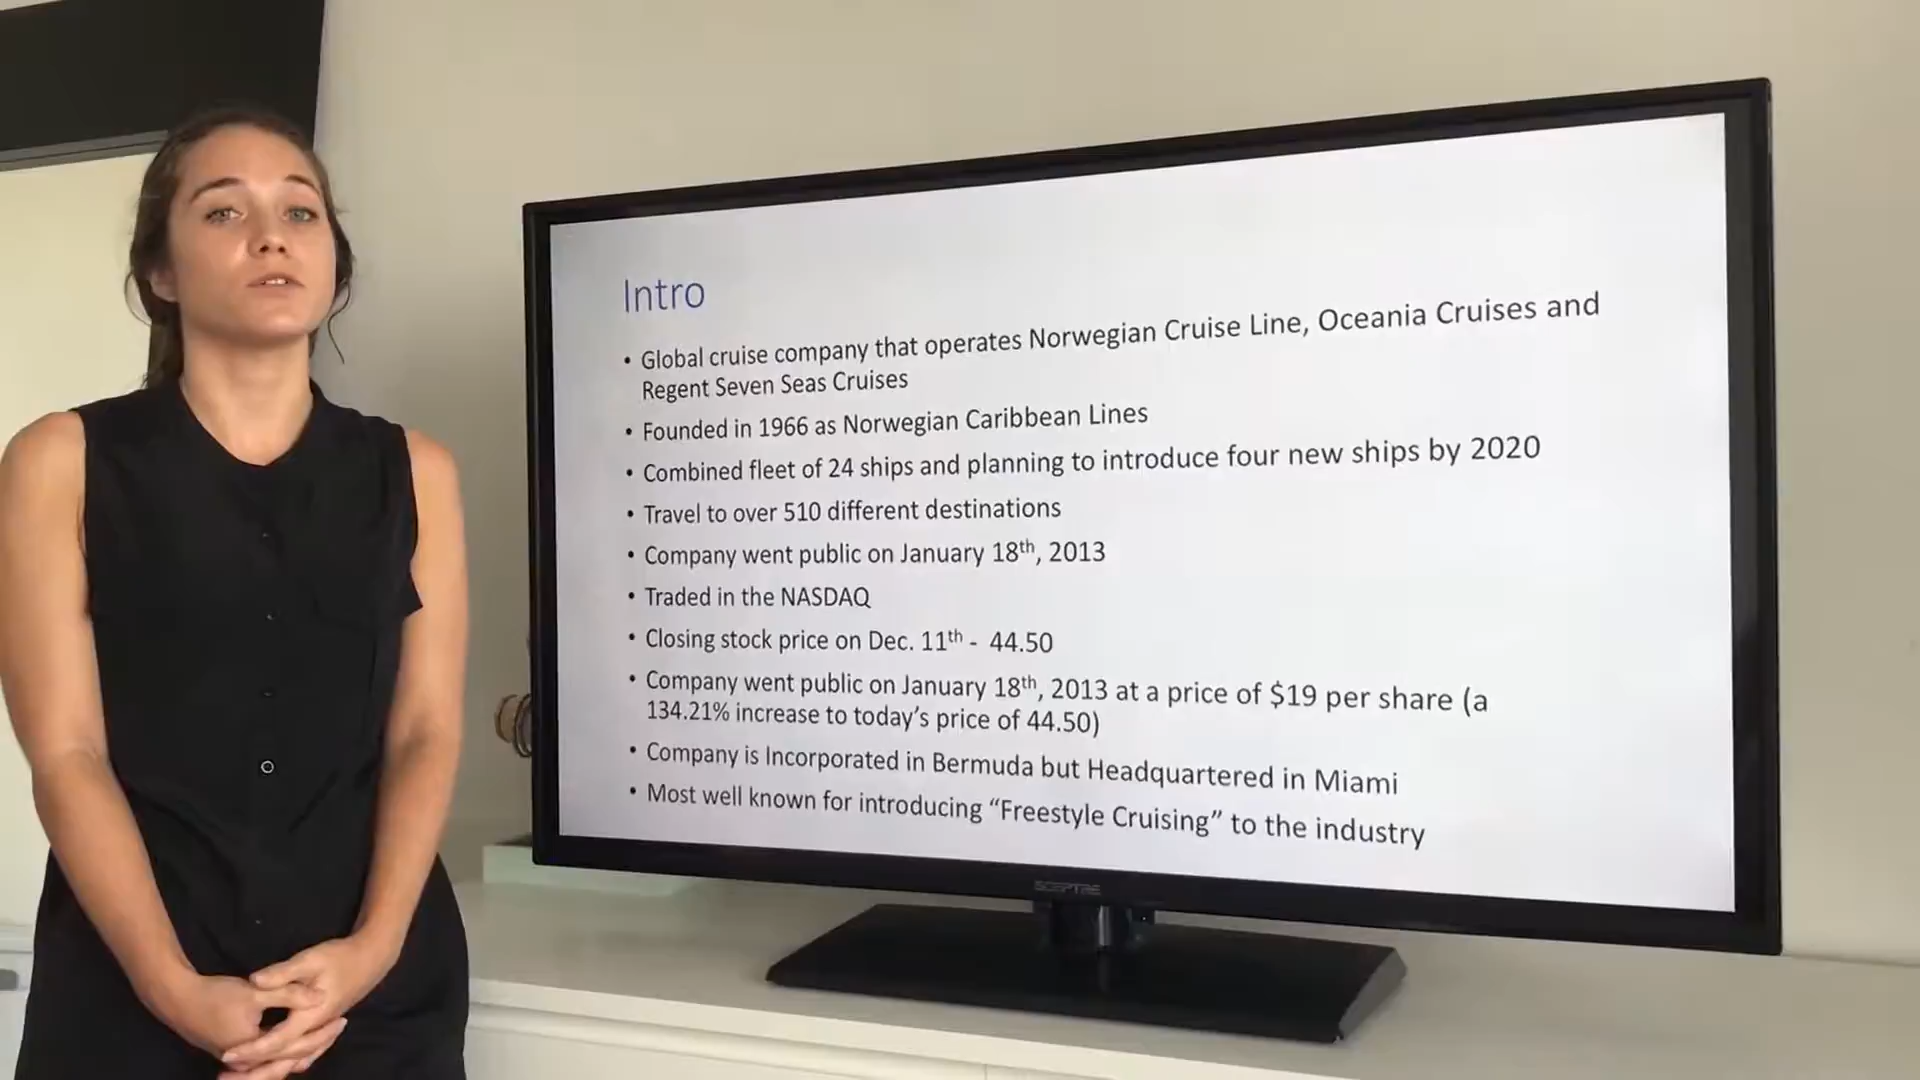 Intro
• Global cruise company that operates Norwegian Cruise Line, Oceania Cruises and
Regent Seven Seas Cruises
• Founded in 1966 as Norwegian Caribbean Lines
• Combined fleet of 24 ships and planning to introduce four new ships by 2020
• Travel to over 510 different destinations
• Company went public on January 18th, 2013
• Traded in the NASDAQ
• Closing stock price on Dec. 11th - 44.50
• Company went public on January 18th, 2013 at a price of $19 per share (a
134.21% increase to today's price of 44.50)
• Company is Incorporated in Bermuda but Headquartered in Miami
• Most well known for introducing “Freestyle Cruising” to the industry
SCEPTRE